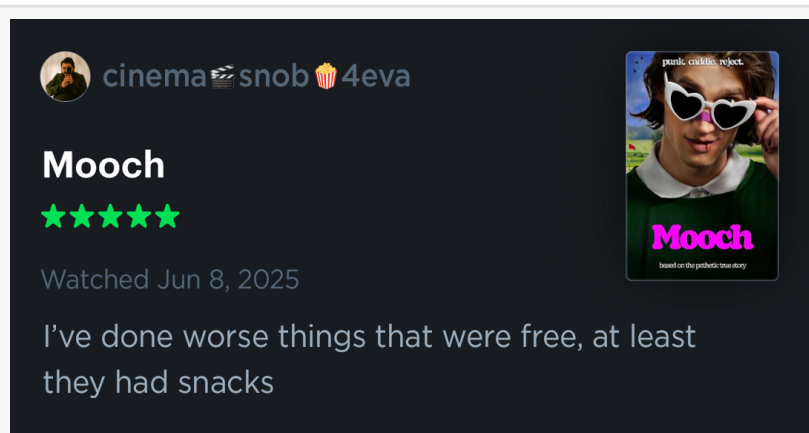 cinema🎬snob🍿4eva
punk. caddie. reject.
Mooch
★★★★★
Watched Jun 8, 2025
Mooch
based on the pathetic true story
I’ve done worse things that were free, at least
they had snacks